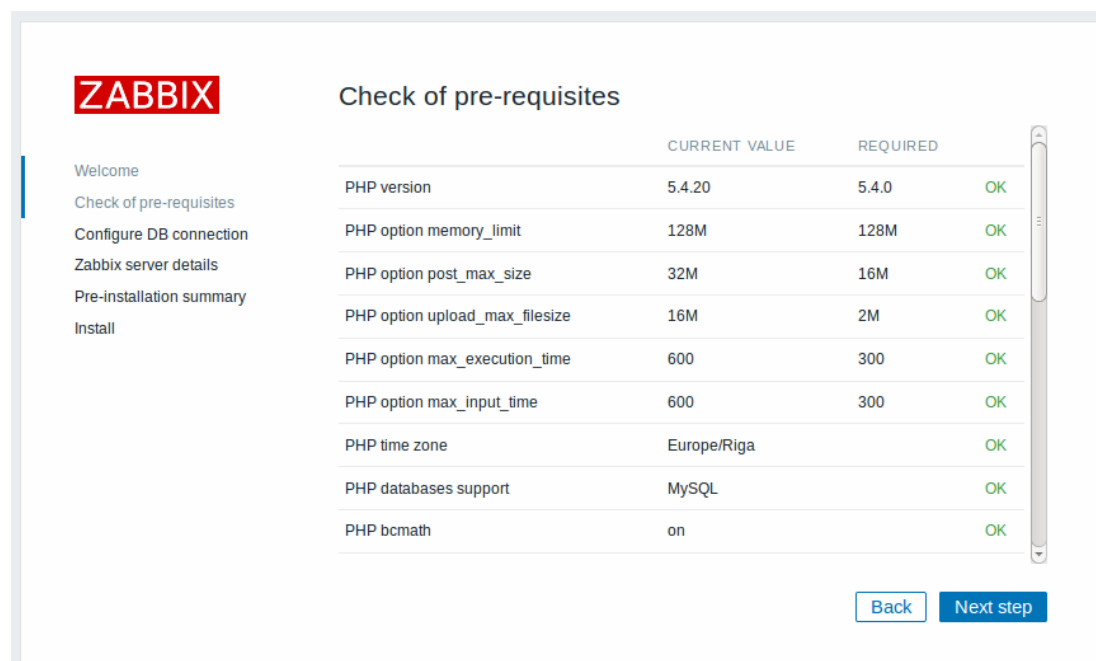 ZABBIX
Welcome
Check of pre-requisites
Configure DB connection
Zabbix server details
Pre-installation summary
Install
Check of pre-requisites
CURRENT VALUE REQUIRED
PHP version 5.4.20 5.4.0 OK
PHP option memory_limit 128M 128M OK
PHP option post_max_size 32M 16M OK
PHP option upload_max_filesize 16M 2M OK
PHP option max_execution_time 600 300 OK
PHP option max_input_time 600 300 OK
PHP time zone Europe/Riga OK
PHP databases support MySQL OK
PHP bcmath on OK
Back Next step